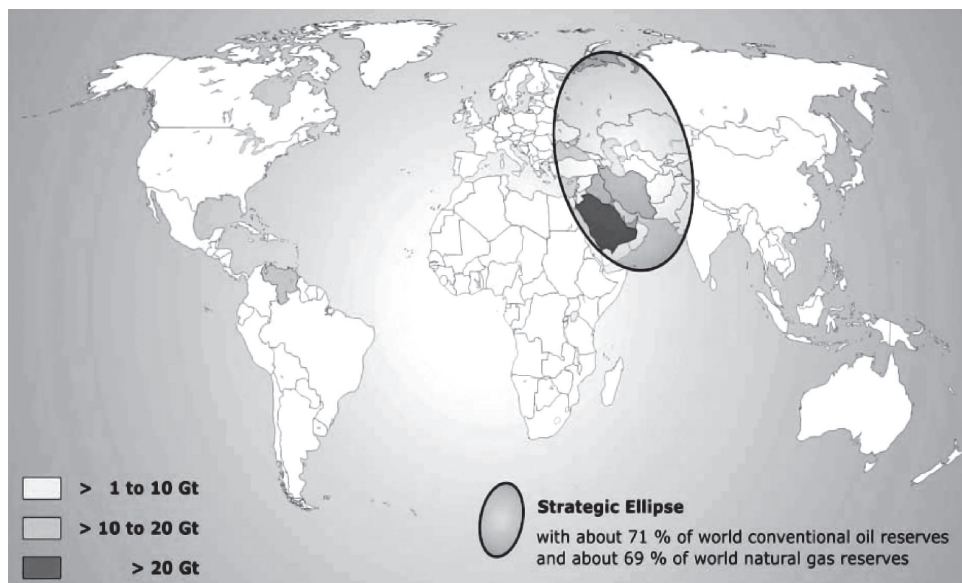 > 1 to 10 Gt
> 10 to 20 Gt
> 20 Gt
Strategic Ellipse
with about 71 % of world conventional oil reserves
and about 69 % of world natural gas reserves